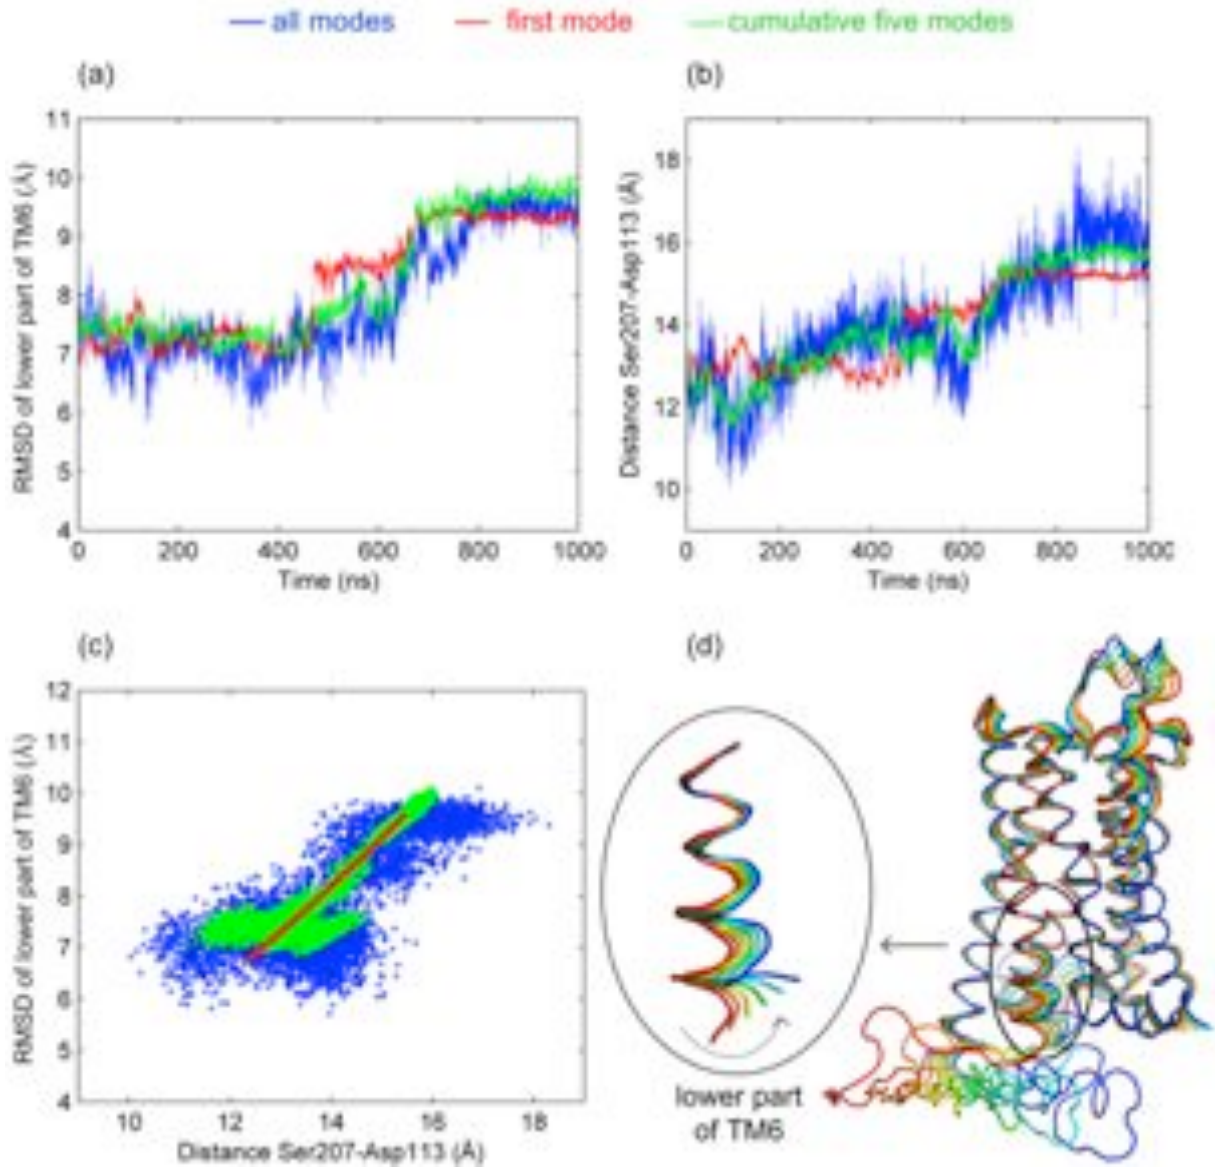 all modes first mode cumulative five modes
(a)
(b)
RMSD of lower part of TM6 (Å)
11
10
9
8
7
6
5
4
0 200 400 600 800 1000
Time (ns)
Distance Ser207-Asp113 (Å)
18
16
14
12
10
0 200 400 600 800 1000
Time (ns)
(c)
(d)
RMSD of lower part of TM6 (Å)
12
11
10
9
8
7
6
5
4
10 12 14 16 18
Distance Ser207-Asp113 (Å)
lower part
of TM6